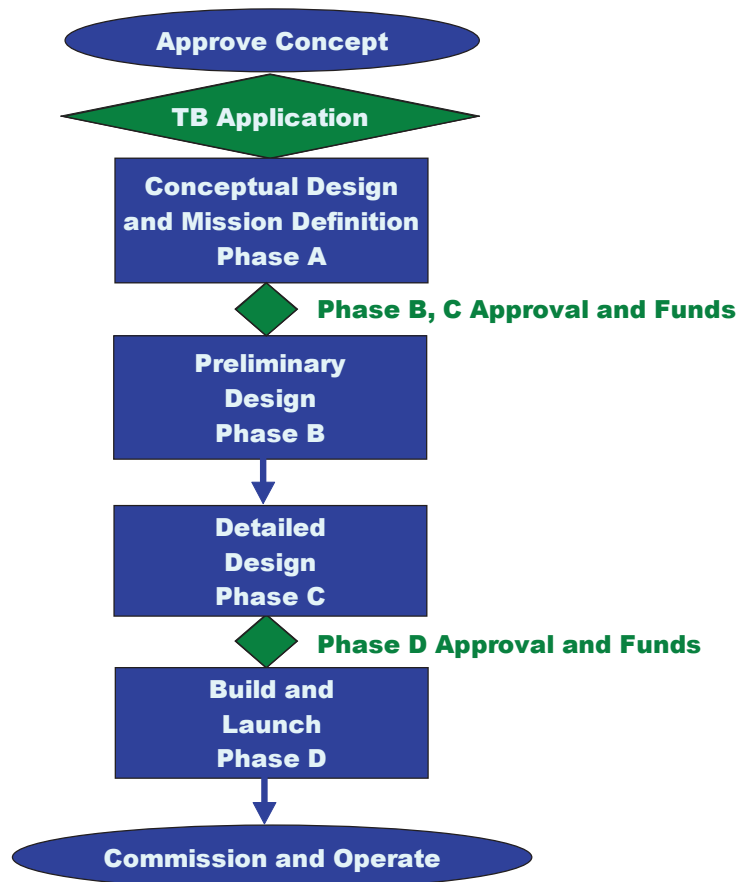 Approve Concept
TB Application
Conceptual Design
and Mission Definition
Phase A
Phase B, C Approval and Funds
Preliminary
Design
Phase B
Detailed
Design
Phase C
Phase D Approval and Funds
Build and
Launch
Phase D
Commission and Operate